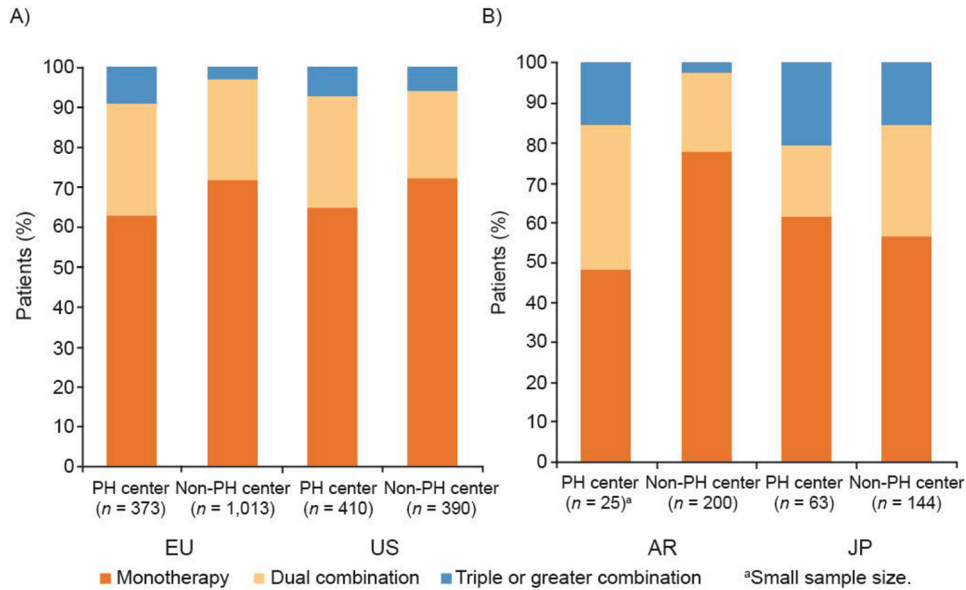 A)
Patients (%)
100
90
80
70
60
50
40
30
20
10
0
PH center Non-PH center PH center Non-PH center
(n = 373) (n = 1,013) (n = 410) (n = 390)
EU US
B)
Patients (%)
100
90
80
70
60
50
40
30
20
10
0
PH center Non-PH center PH center Non-PH center
(n = 25)ᵃ (n = 200) (n = 63) (n = 144)
AR JP
Monotherapy Dual combination Triple or greater combination ᵃSmall sample size.